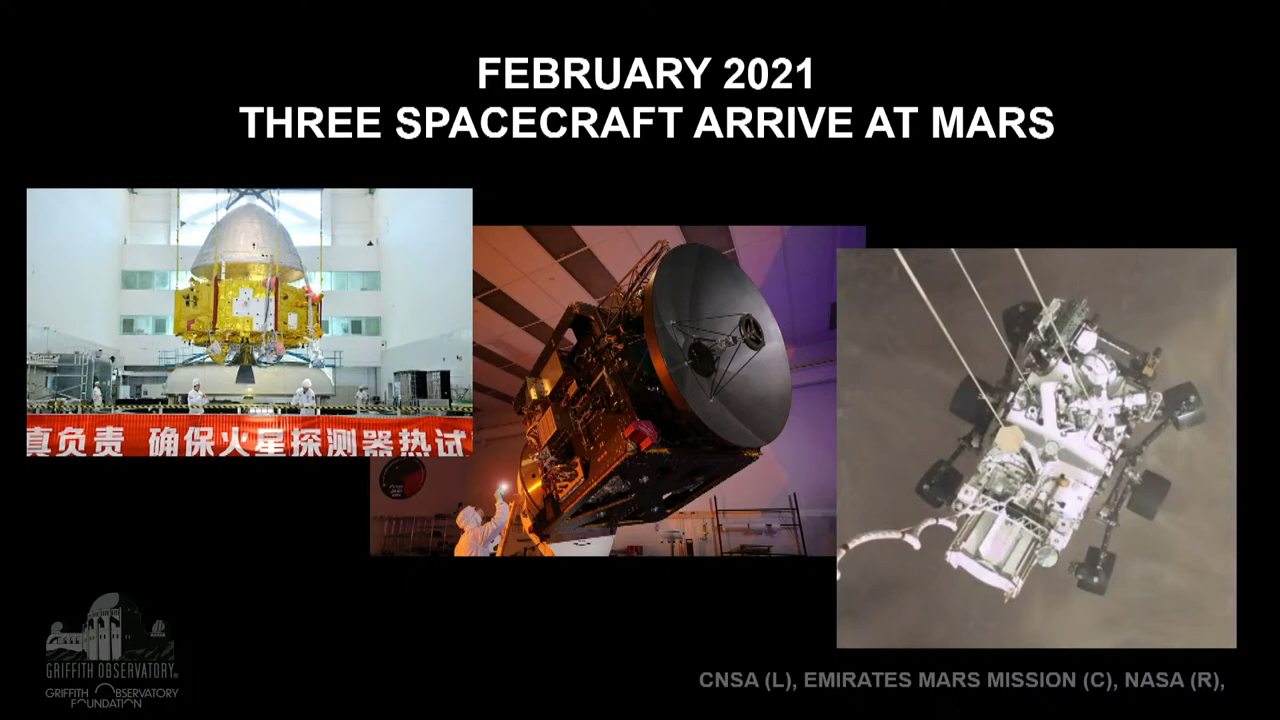 FEBRUARY 2021
THREE SPACECRAFT ARRIVE AT MARS
真负责 确保火星探测器热试
GRIFFITH OBSERVATORY
GRIFFITH OBSERVATORY
FOUNDATION
CNSA (L), EMIRATES MARS MISSION (C), NASA (R),